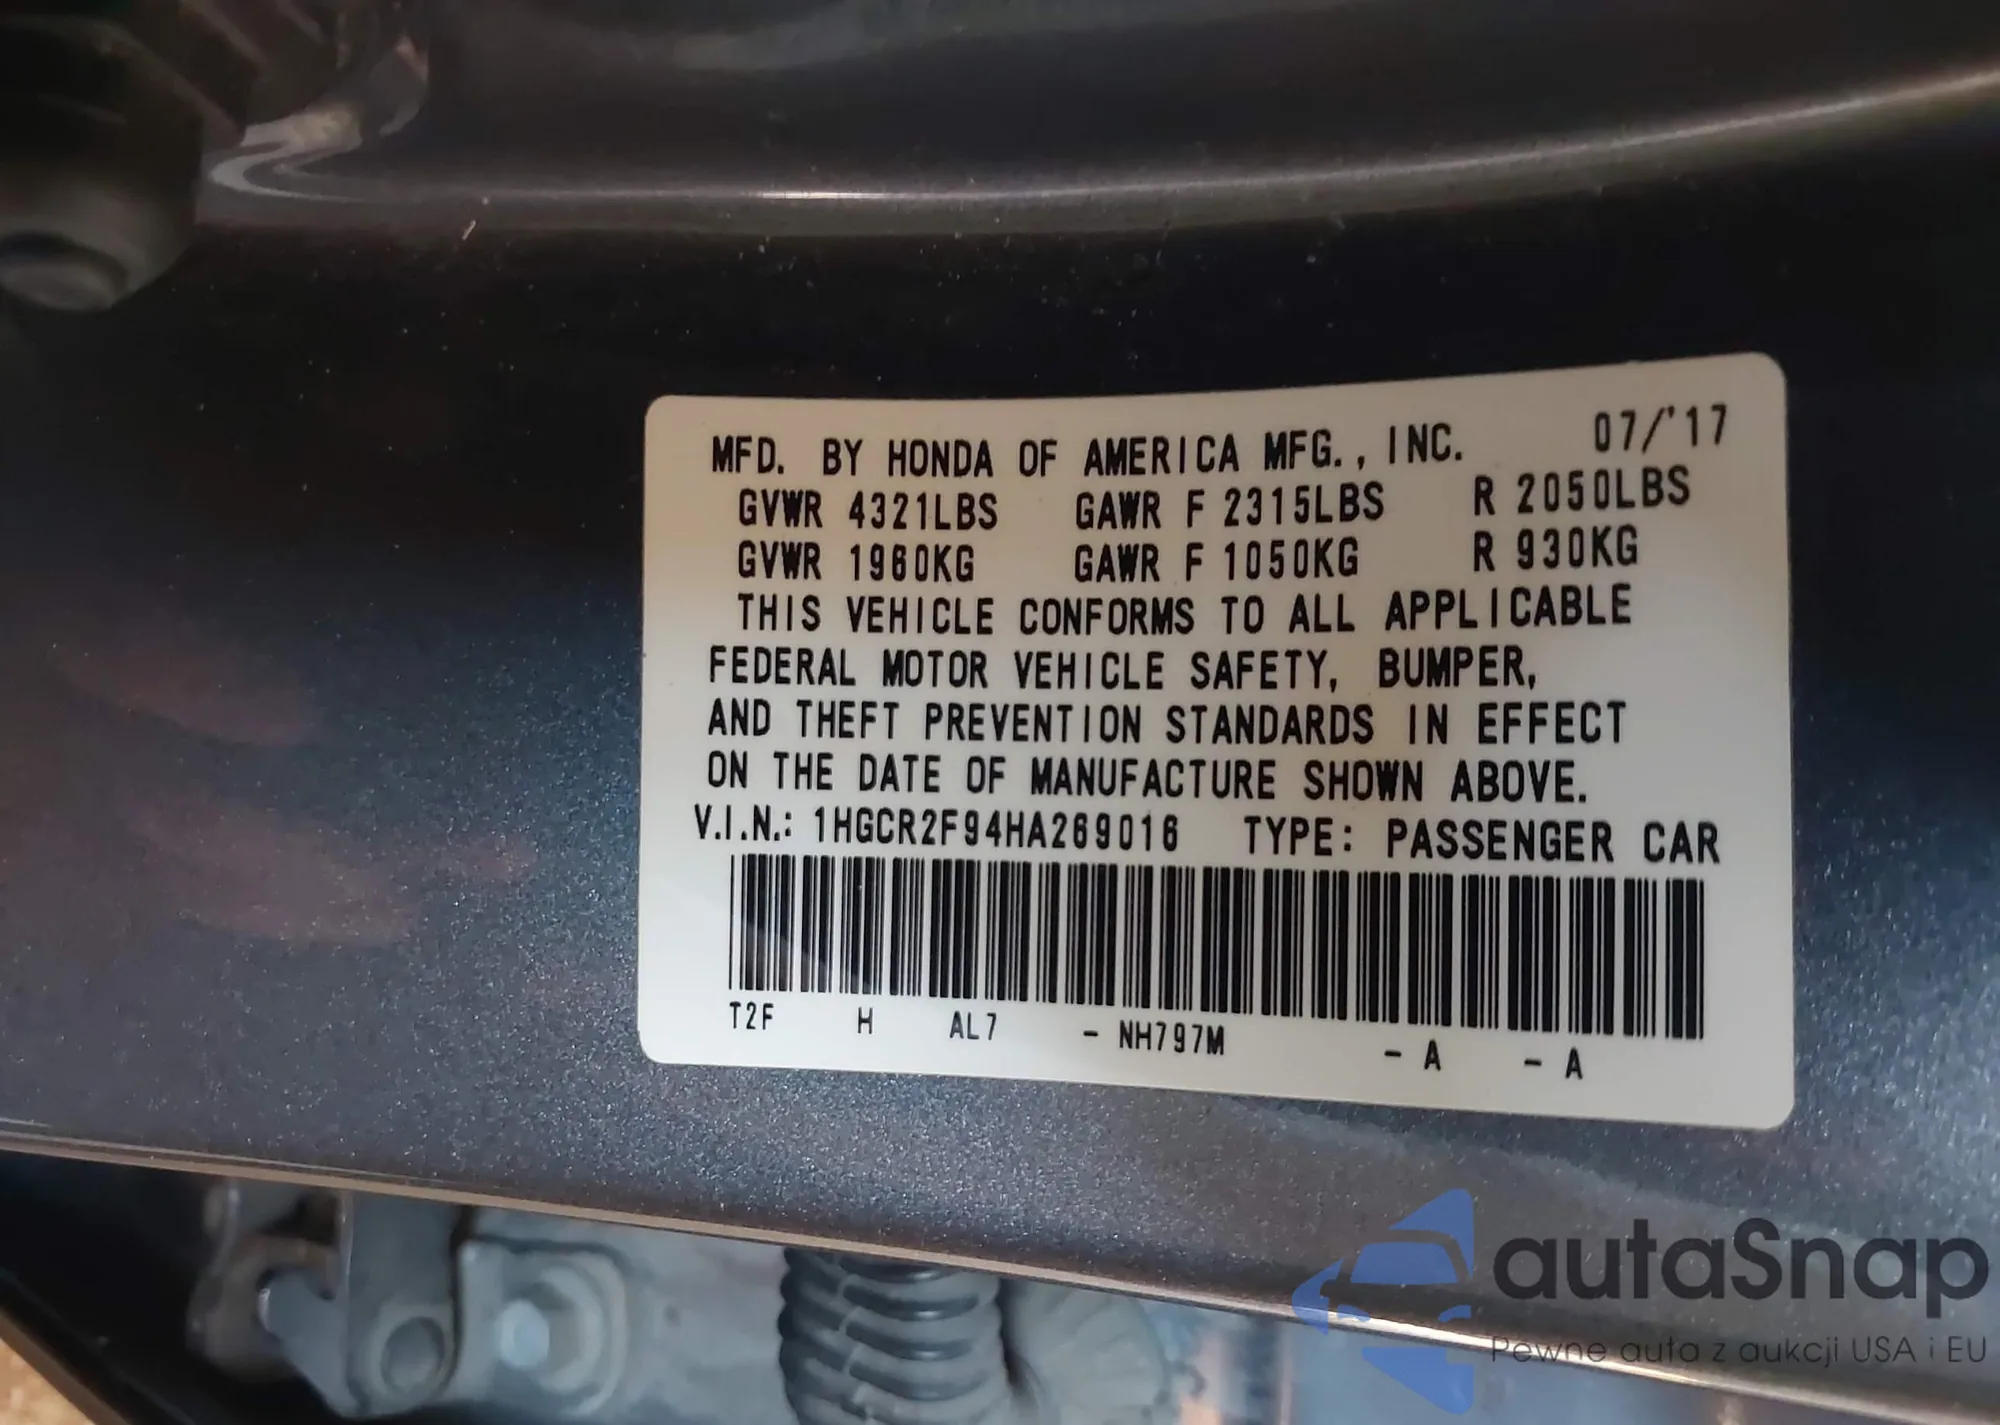 MFD. BY HONDA OF AMERICA MFG., INC. 07/'17
GVWR 4321LBS GAWR F 2315LBS R 2050LBS
GVWR 1960KG GAWR F 1050KG R 930KG
THIS VEHICLE CONFORMS TO ALL APPLICABLE
FEDERAL MOTOR VEHICLE SAFETY, BUMPER,
AND THEFT PREVENTION STANDARDS IN EFFECT
ON THE DATE OF MANUFACTURE SHOWN ABOVE.
V.I.N.: 1HGCR2F94HA269016 TYPE: PASSENGER CAR
T2F H AL7 - NH797M - A - A
autaSnap
Pewne auta z aukcji USA i EU